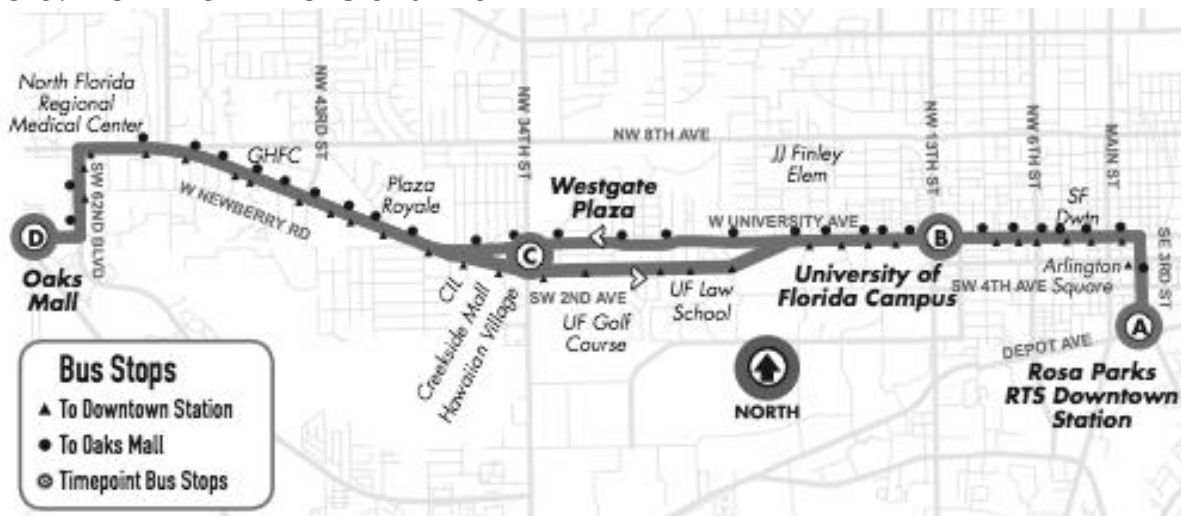 North Florida
Regional
Medical Center
NW 43RD ST
NW 34TH ST
NW 8TH AVE
NW 13TH ST
NW 6TH ST
MAIN ST
GHFC
JJ Finley
Elem
Plaza
Royale
Westgate
Plaza
W UNIVERSITY AVE
SF
Dwtn
SW 62ND BLVD
W NEWBERRY RD
D
Oaks
Mall
C
B
CIL
Creekside Mall
Hawaiian Village
SW 2ND AVE
UF Golf
Course
UF Law
School
University of
Florida Campus
SW 4TH AVE
Arlington
Square
SE 3RD ST
A
DEPOT AVE
Rosa Parks
RTS Downtown
Station
NORTH
Bus Stops
To Downtown Station
To Oaks Mall
Timepoint Bus Stops